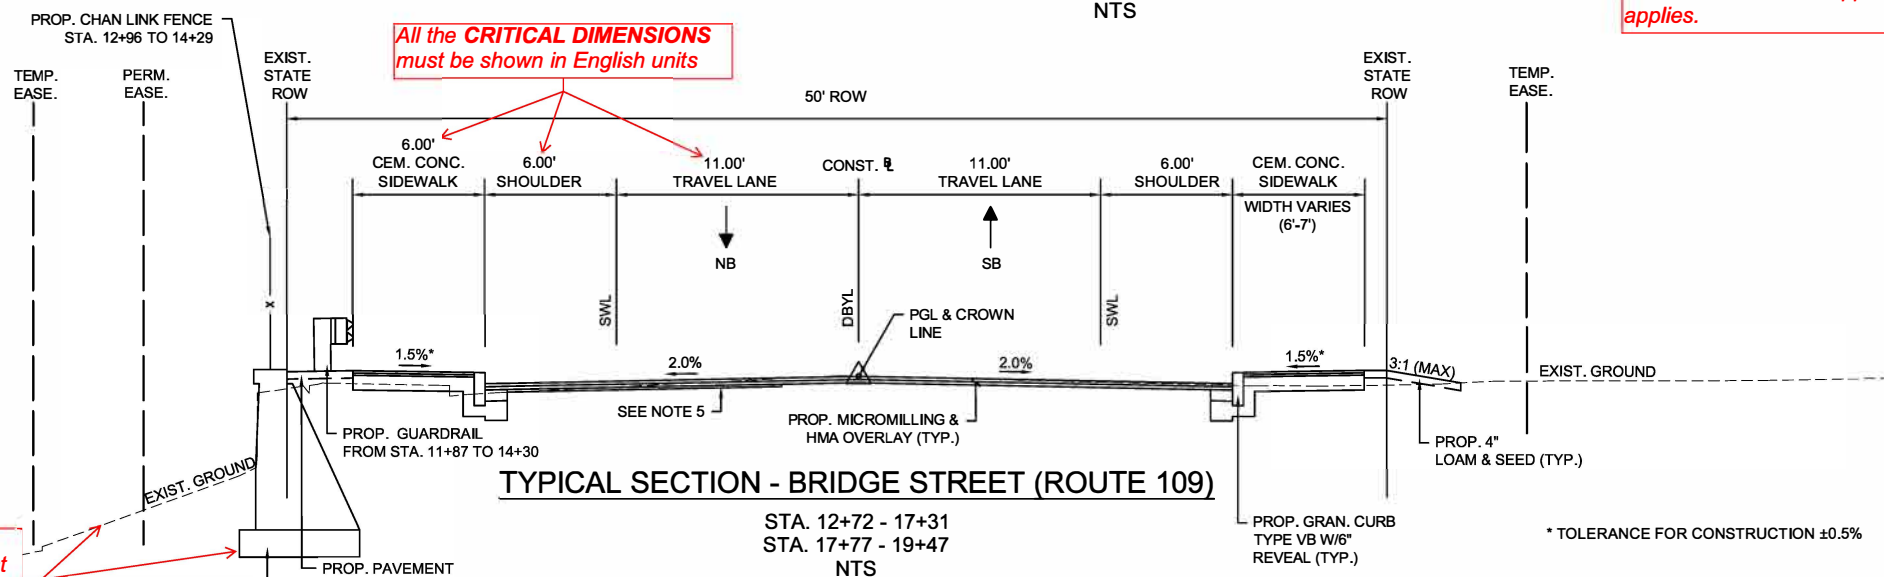 NTS
applies.
PROP. CHAN LINK FENCE
STA. 12+96 TO 14+29
All the CRITICAL DIMENSIONS
must be shown in English units
TEMP.
EASE.
PERM.
EASE.
EXIST.
STATE
ROW
50' ROW
EXIST.
STATE
ROW
TEMP.
EASE.
6.00'
CEM. CONC.
SIDEWALK
6.00'
SHOULDER
11.00'
TRAVEL LANE
CONST. ℄
11.00'
TRAVEL LANE
6.00'
SHOULDER
CEM. CONC.
SIDEWALK
WIDTH VARIES
(6'-7')
NB
SB
x
SWL
DBYL
SWL
PGL & CROWN
LINE
1.5%*
2.0%
2.0%
1.5%*
3:1 (MAX)
EXIST. GROUND
SEE NOTE 5
PROP. MICROMILLING &
HMA OVERLAY (TYP.)
PROP. GUARDRAIL
FROM STA. 11+87 TO 14+30
PROP. 4"
LOAM & SEED (TYP.)
EXIST. GROUND
TYPICAL SECTION - BRIDGE STREET (ROUTE 109)
STA. 12+72 - 17+31
STA. 17+77 - 19+47
NTS
PROP. GRAN. CURB
TYPE VB W/6"
REVEAL (TYP.)
* TOLERANCE FOR CONSTRUCTION ±0.5%
t
PROP. PAVEMENT